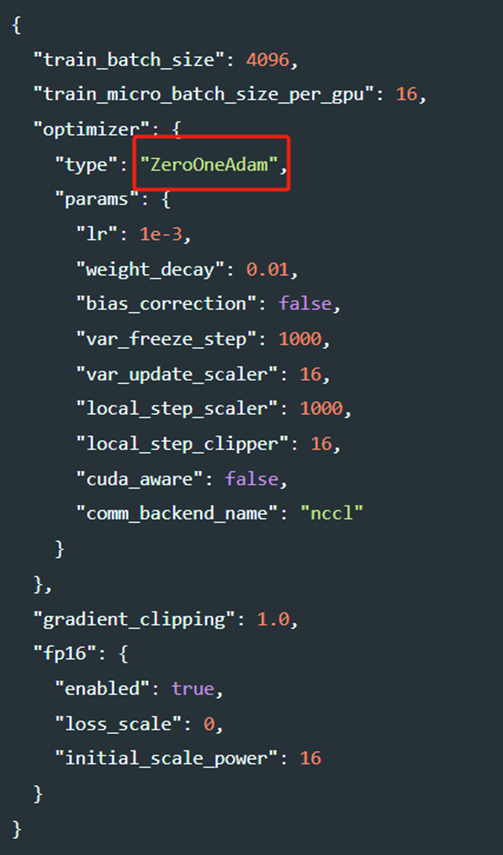 {
  "train_batch_size": 4096,
  "train_micro_batch_size_per_gpu": 16,
  "optimizer": {
    "type": "ZeroOneAdam",
    "params": {
      "lr": 1e-3,
      "weight_decay": 0.01,
      "bias_correction": false,
      "var_freeze_step": 1000,
      "var_update_scaler": 16,
      "local_step_scaler": 1000,
      "local_step_clipper": 16,
      "cuda_aware": false,
      "comm_backend_name": "nccl"
    }
  },
  "gradient_clipping": 1.0,
  "fp16": {
    "enabled": true,
    "loss_scale": 0,
    "initial_scale_power": 16
  }
}